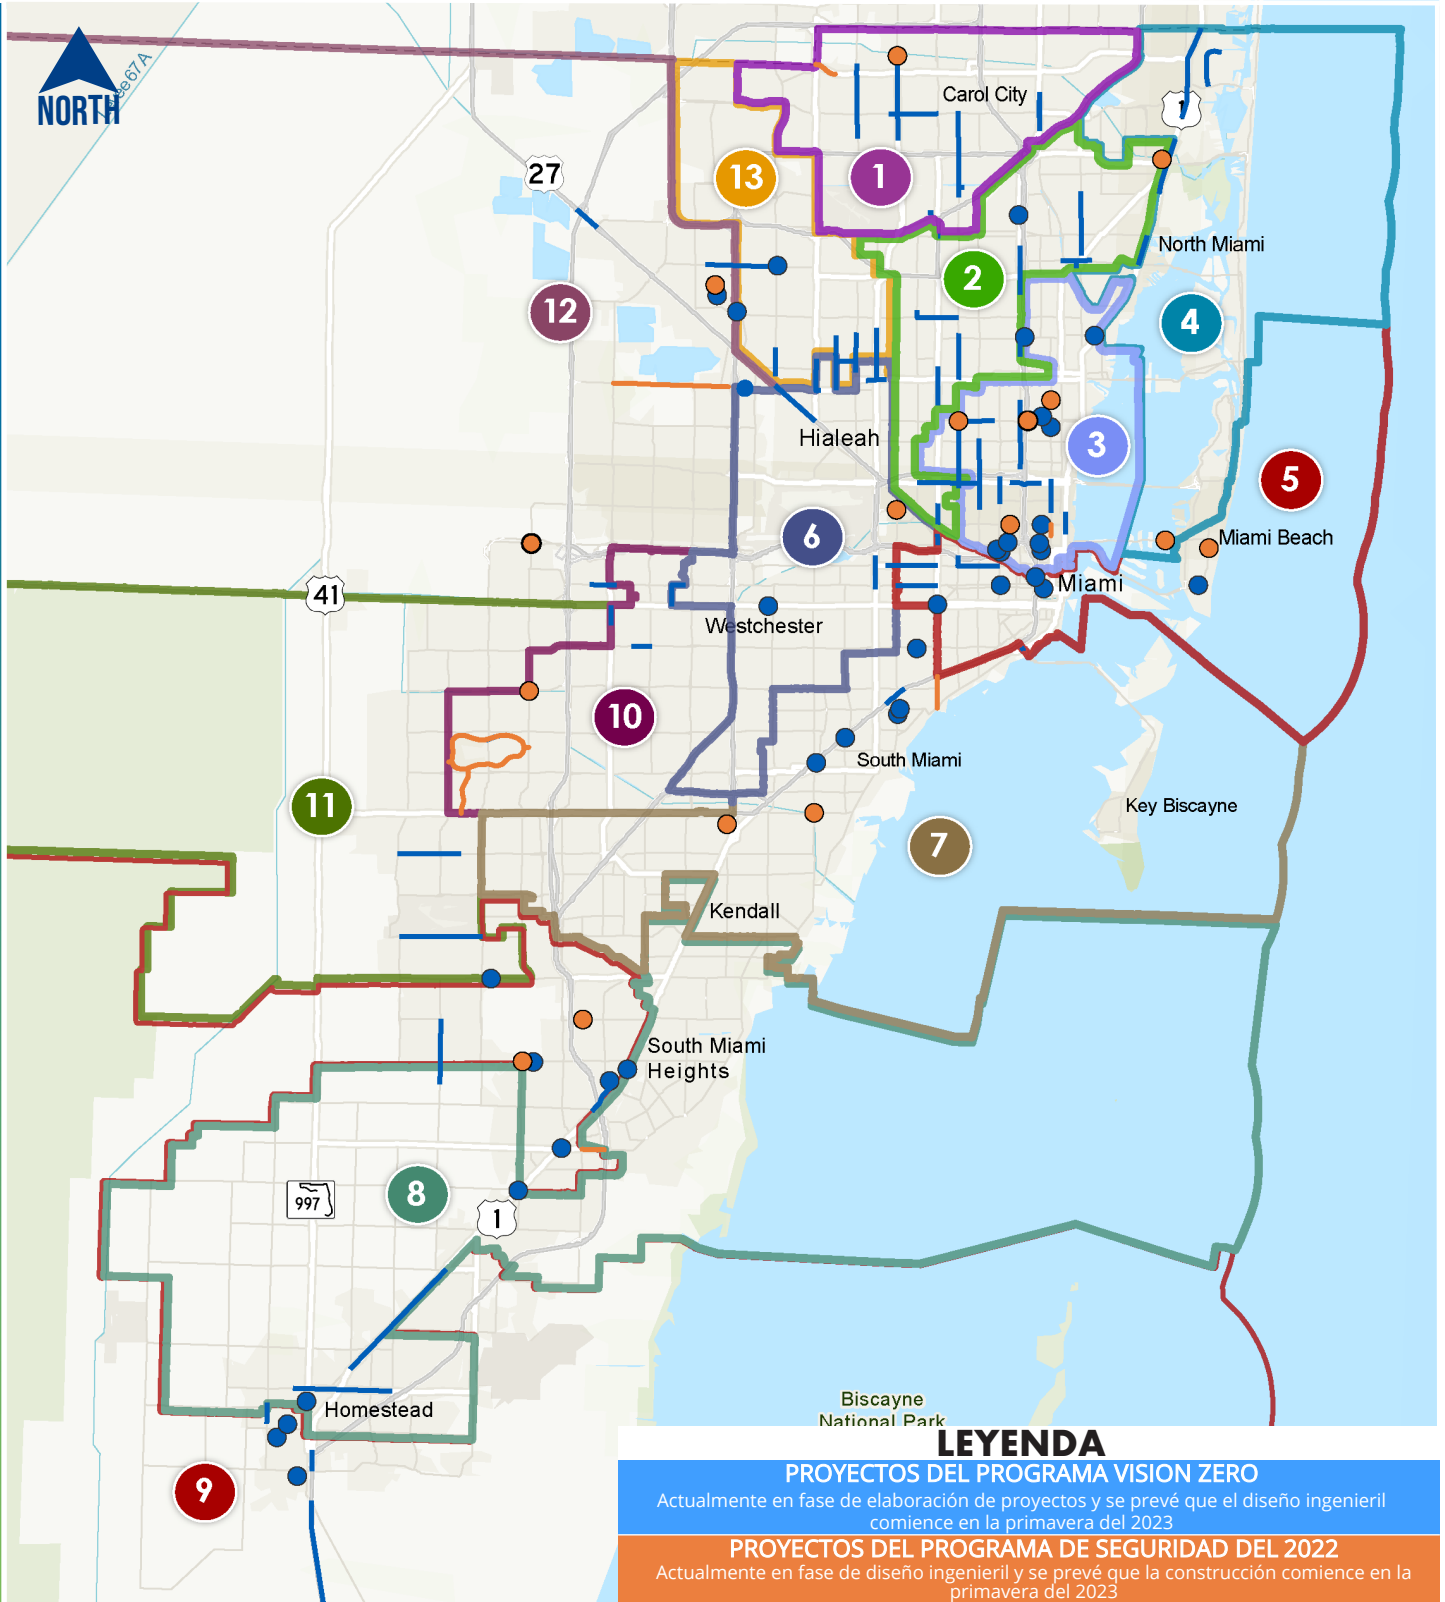 NORTH
27
Carol City
1
13
1
North Miami
2
12
4
Hialeah
3
5
6
Miami Beach
41
Miami
Westchester
10
South Miami
11
Key Biscayne
7
Kendall
South Miami
Heights
997
8
1
Homestead
9
Biscayne
National Park
LEYENDA
PROYECTOS DEL PROGRAMA VISION ZERO
Actualmente en fase de elaboración de proyectos y se prevé que el diseño ingenieril
comience en la primavera del 2023
PROYECTOS DEL PROGRAMA DE SEGURIDAD DEL 2022
Actualmente en fase de diseño ingenieril y se prevé que la construcción comience en la
primavera del 2023